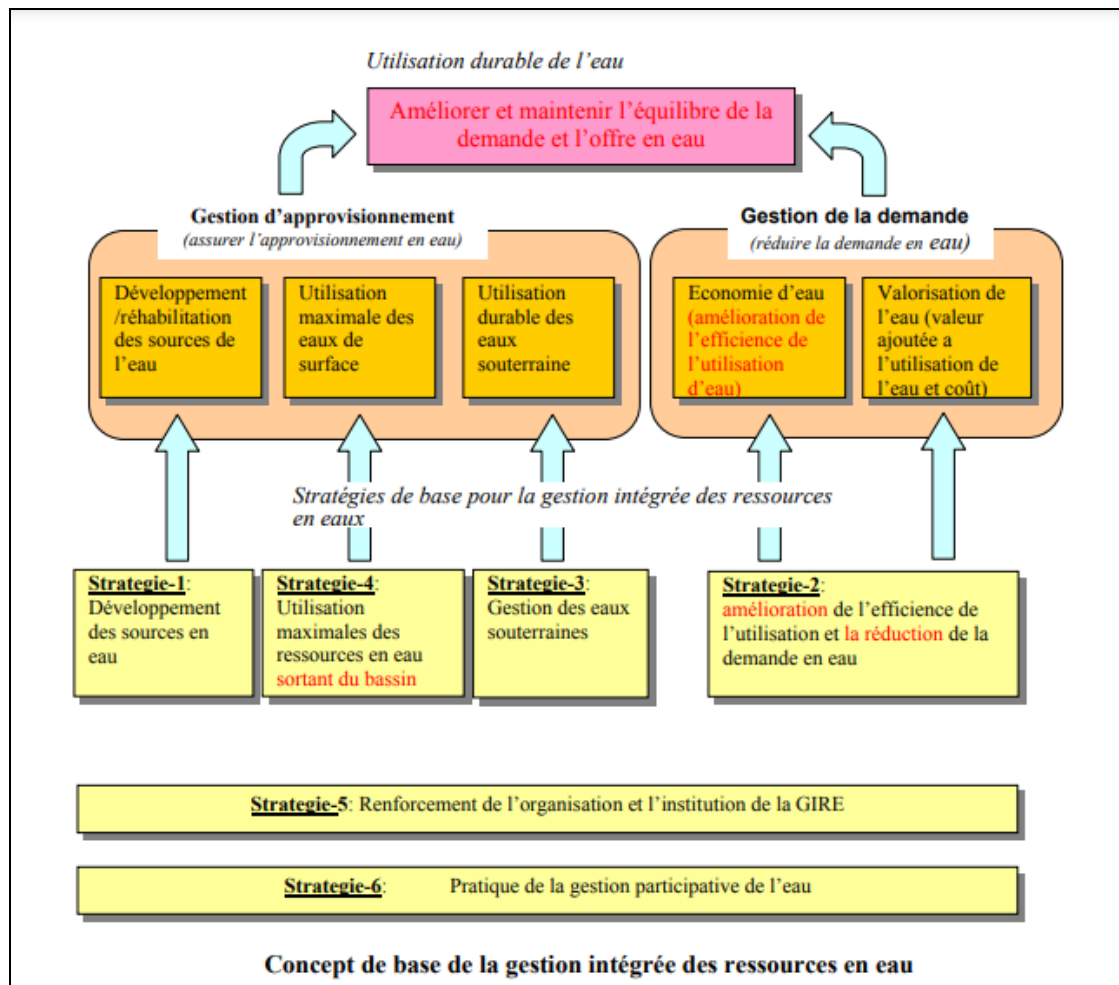 Utilisation durable de l’eau
Améliorer et maintenir l’équilibre de la
demande et l’offre en eau
Gestion d’approvisionnement
(assurer l’approvisionnement en eau)
Gestion de la demande
(réduire la demande en eau)
Développement
/réhabilitation
des sources de
l’eau
Utilisation
maximale des
eaux de
surface
Utilisation
durable des
eaux
souterraine
Economie d’eau
(amélioration de
l’efficience de
l’utilisation
d’eau)
Valorisation de
l’eau (valeur
ajoutée a
l’utilisation de
l’eau et coût)
Stratégies de base pour la gestion intégrée des ressources
en eaux
Strategie-1:
Développement
des sources en
eau
Strategie-4:
Utilisation
maximales des
ressources en eau
sortant du bassin
Strategie-3:
Gestion des eaux
souterraines
Strategie-2:
amélioration de l’efficience de
l’utilisation et la réduction de la
demande en eau
Strategie-5: Renforcement de l’organisation et l’institution de la GIRE
Strategie-6: Pratique de la gestion participative de l’eau
Concept de base de la gestion intégrée des ressources en eau